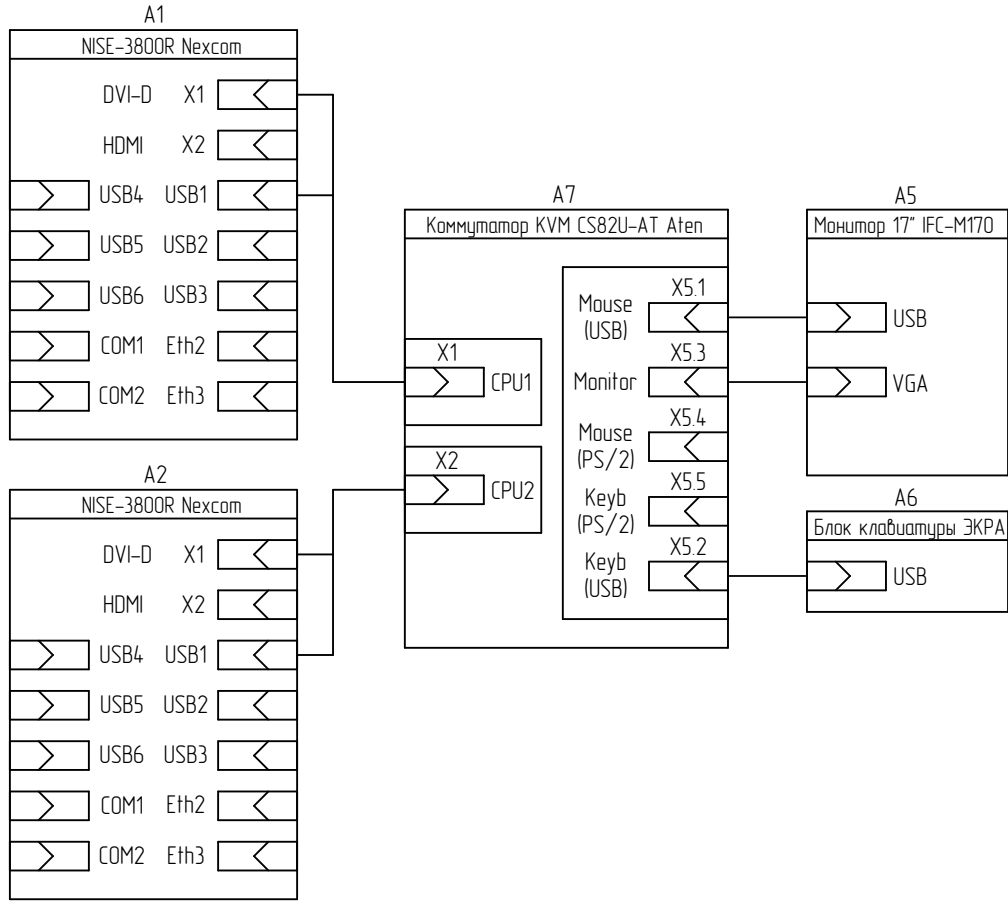 A1
NISE-3800R Nexcom
DVI-D X1
HDMI X2
USB4 USB1
USB5 USB2
USB6 USB3
COM1 Eth2
COM2 Eth3
A2
NISE-3800R Nexcom
DVI-D X1
HDMI X2
USB4 USB1
USB5 USB2
USB6 USB3
COM1 Eth2
COM2 Eth3
A7
Коммутатор KVM CS82U-AT Aten
X1
CPU1
X2
CPU2
X5.1
Mouse
(USB)
X5.3
Monitor
X5.4
Mouse
(PS/2)
X5.5
Keyb
(PS/2)
X5.2
Keyb
(USB)
A5
Монитор 17" IFC-M170
USB
VGA
A6
Блок клавиатуры ЭКРА
USB